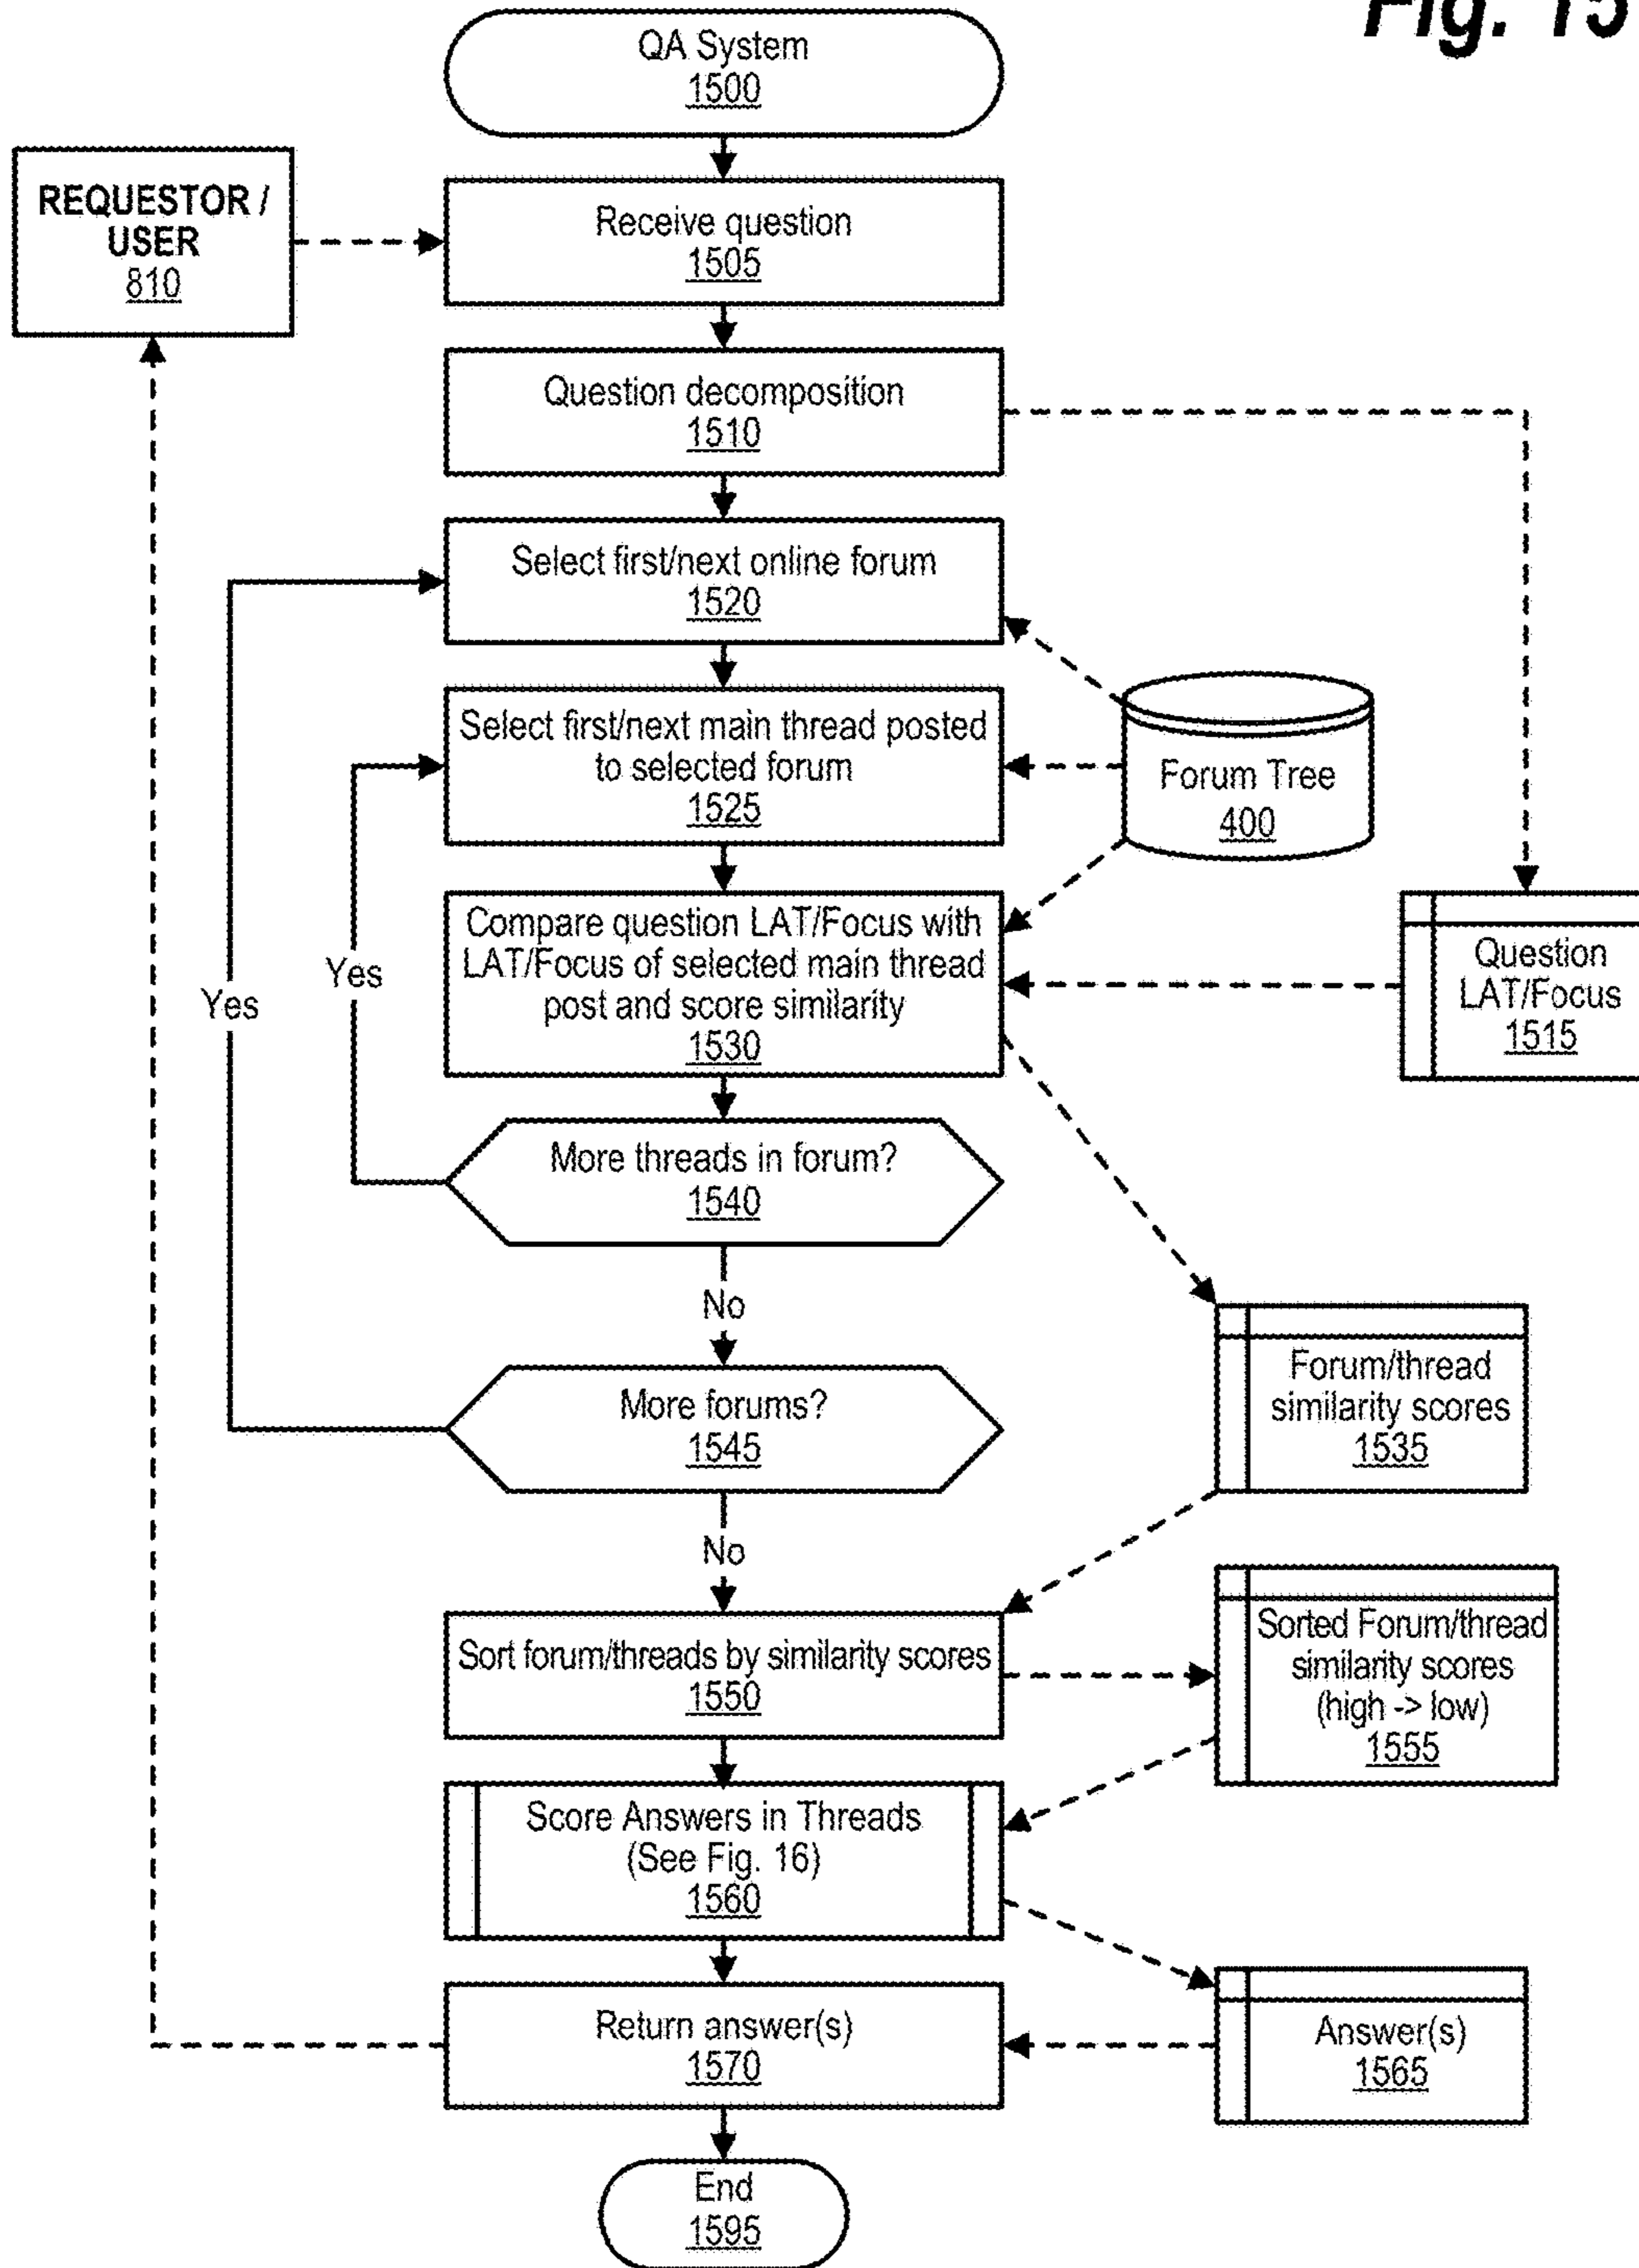 Fig. 15
QA System
1500
REQUESTOR /
USER
810
Receive question
1505
Question decomposition
1510
Select first/next online forum
1520
Select first/next main thread posted
to selected forum
1525
Forum Tree
400
Compare question LAT/Focus with
LAT/Focus of selected main thread
post and score similarity
1530
Question
LAT/Focus
1515
Yes
Yes
More threads in forum?
1540
No
More forums?
1545
Forum/thread
similarity scores
1535
No
Sort forum/threads by similarity scores
1550
Sorted Forum/thread
similarity scores
(high -> low)
1555
Score Answers in Threads
(See Fig. 16)
1560
Return answer(s)
1570
Answer(s)
1565
End
1595